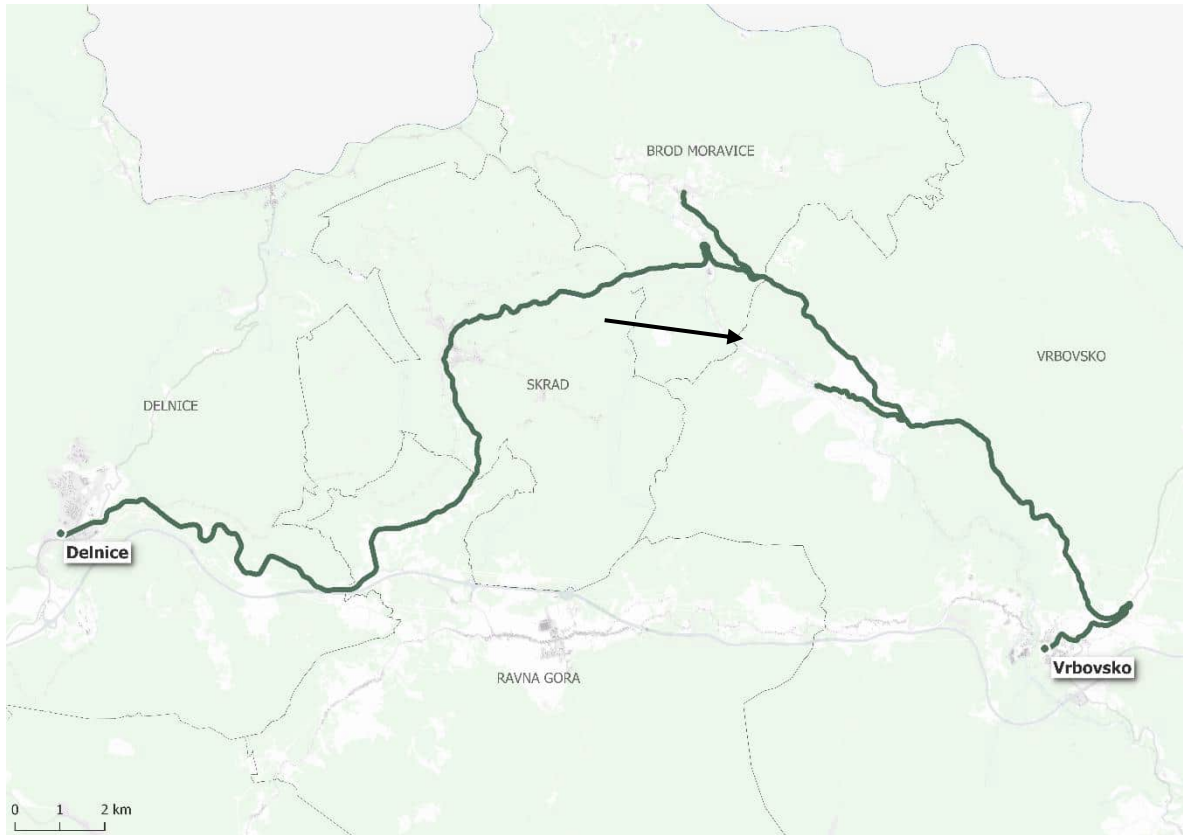 BROD MORAVICE
VRBOVSKO
SKRAD
DELNICE
Delnice
RAVNA GORA
Vrbovsko
0 1 2 km